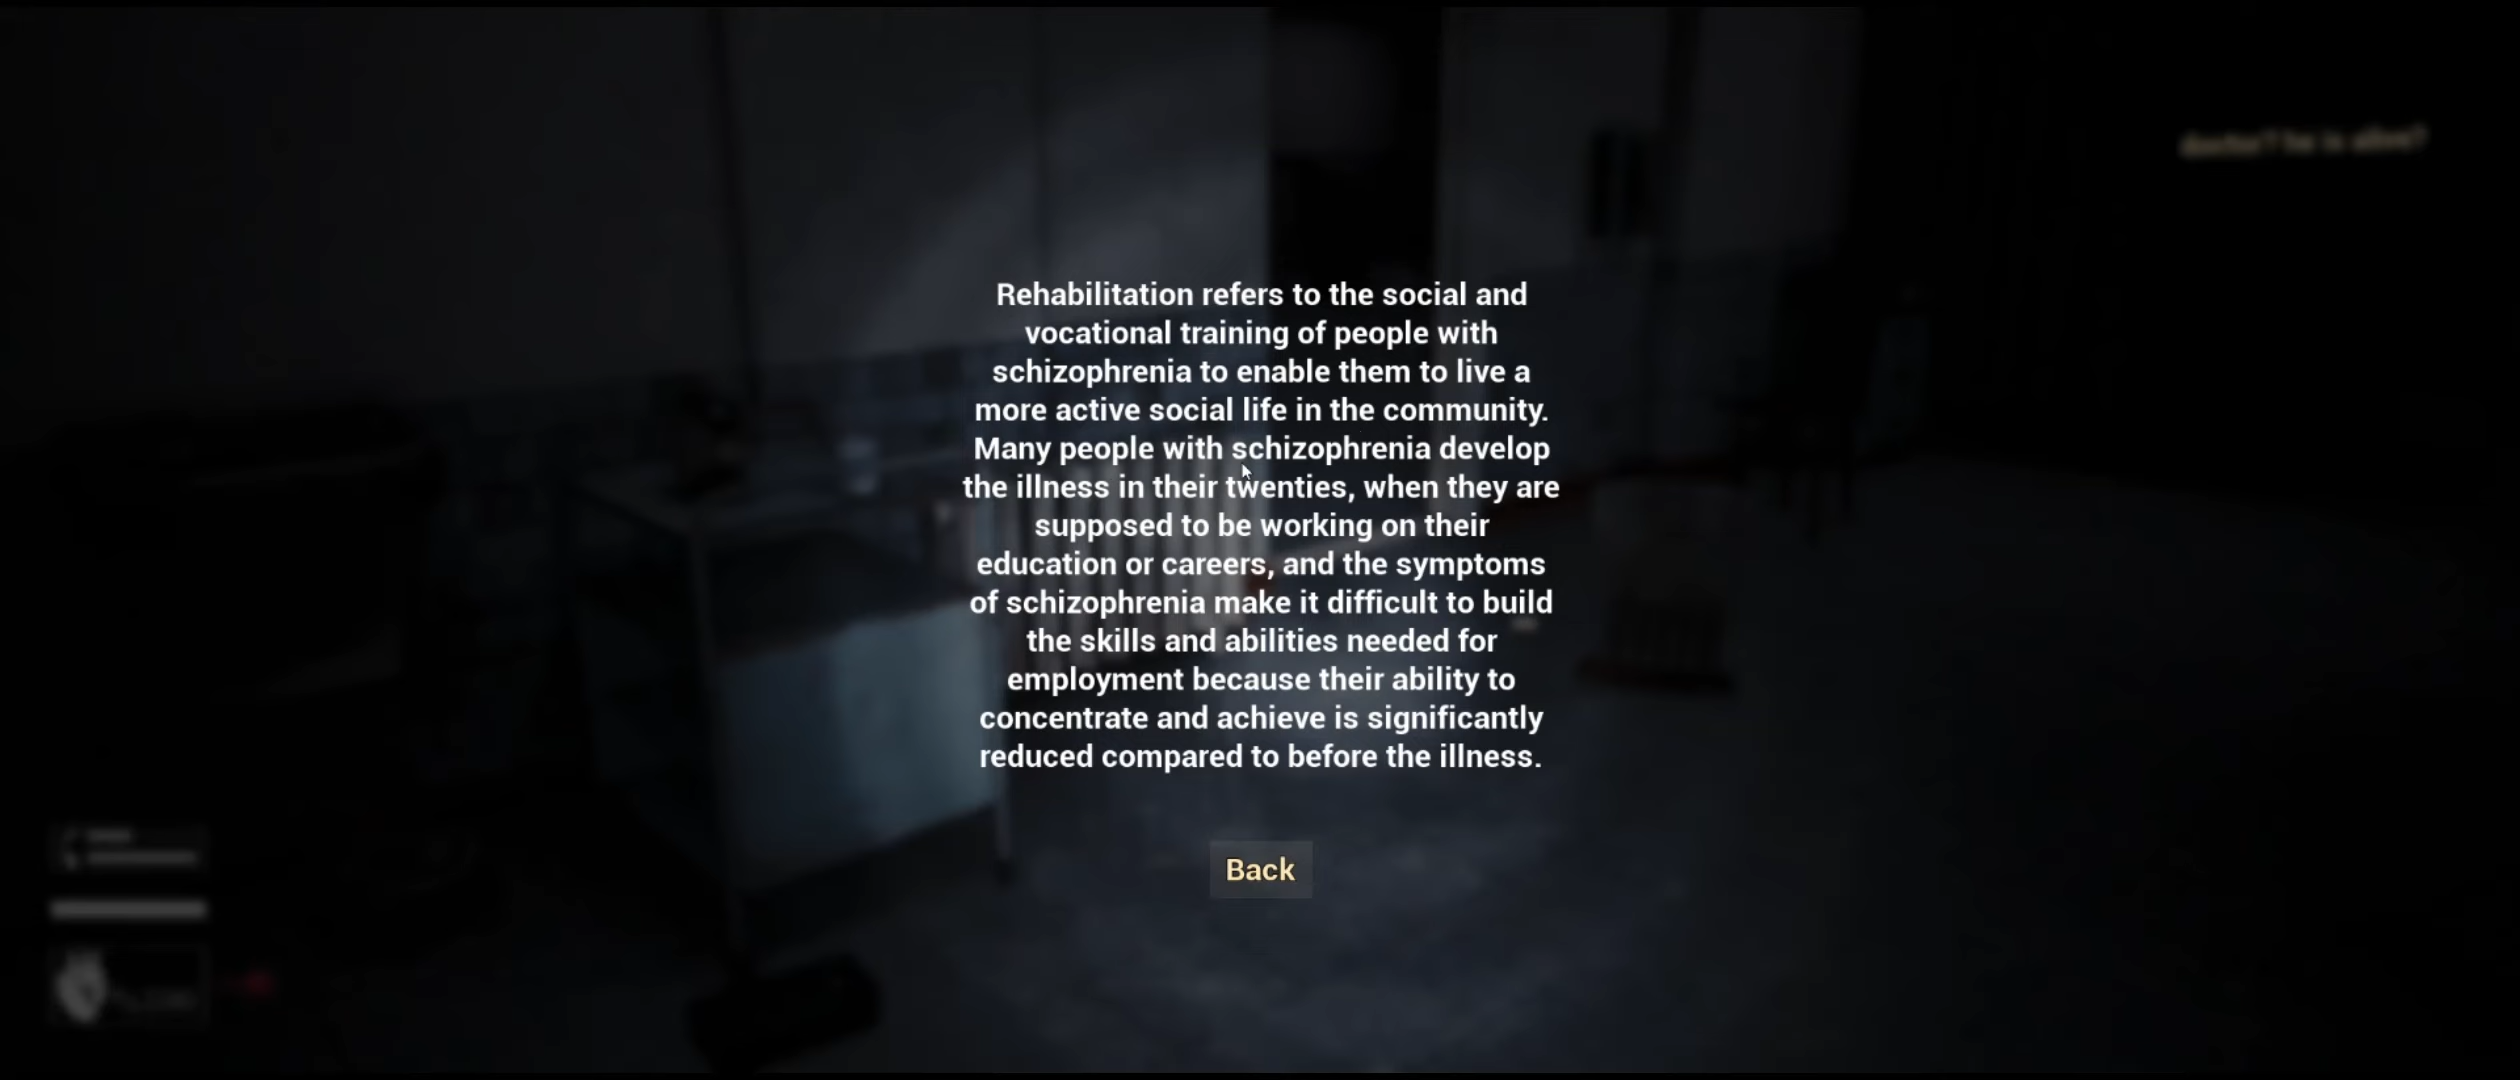 doctor? he is alive?
Rehabilitation refers to the social and
vocational training of people with
schizophrenia to enable them to live a
more active social life in the community.
Many people with schizophrenia develop
the illness in their twenties, when they are
supposed to be working on their
education or careers, and the symptoms
of schizophrenia make it difficult to build
the skills and abilities needed for
employment because their ability to
concentrate and achieve is significantly
reduced compared to before the illness.
Back